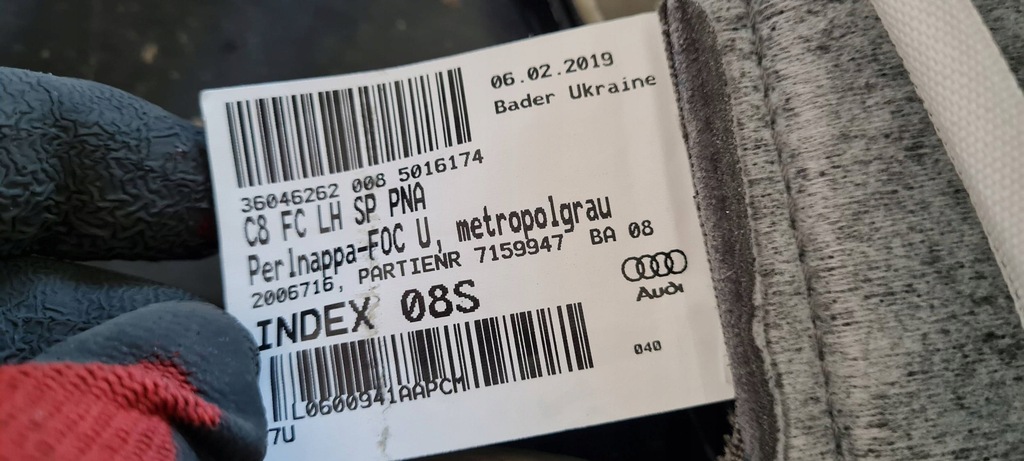 06.02.2019
Bader Ukraine
36046262 008 5016174
C8 FC LH SP PNA
Perlnappa-FOC U, metropolgrau
2006716, PARTIENR 7159947 BA 08
Audi
INDEX 08S
040
L0600941AAPCM
7U